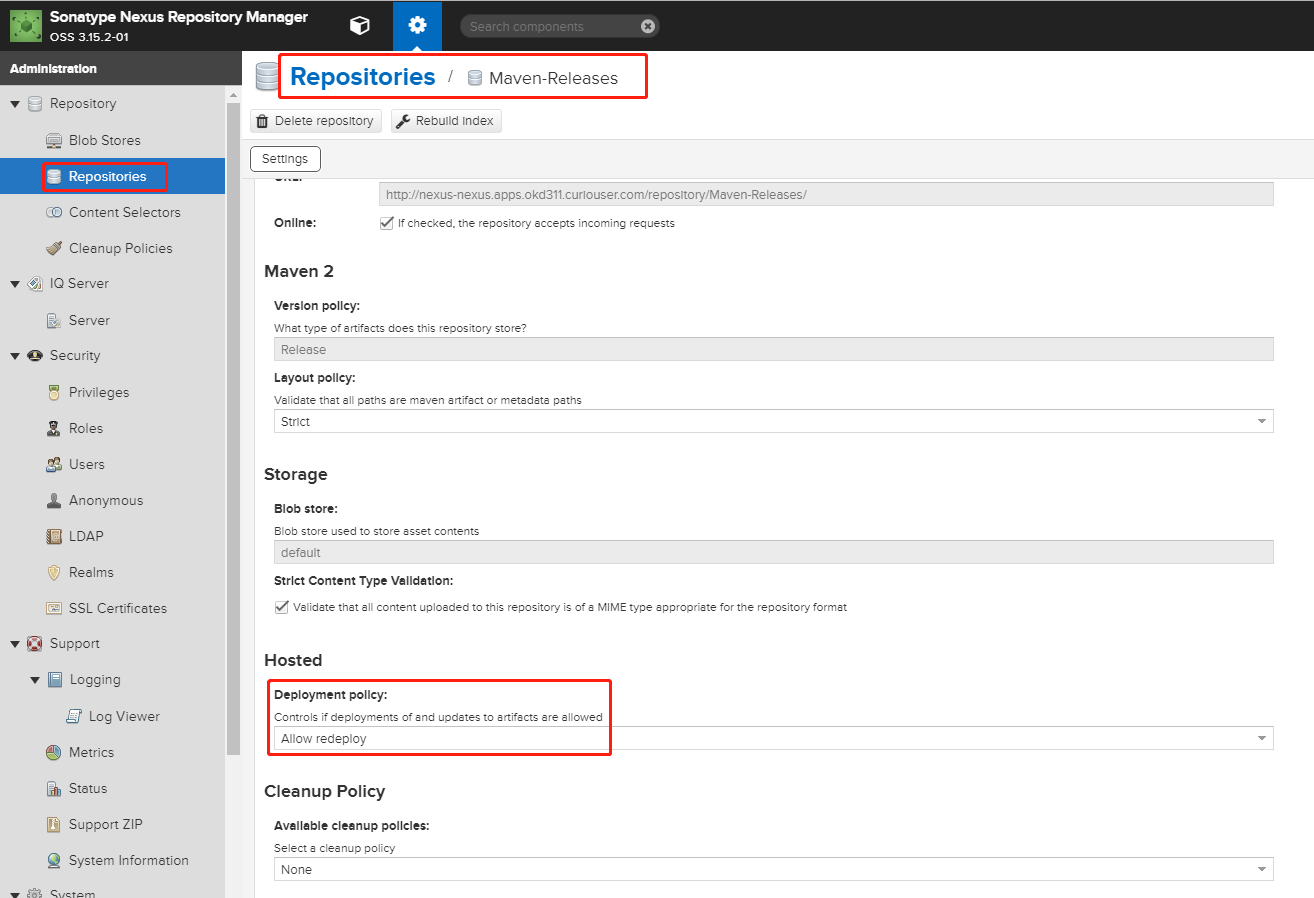 Sonatype Nexus Repository Manager
OSS 3.15.2-01
Search components
Administration
Repository
Blob Stores
Repositories
Content Selectors
Cleanup Policies
IQ Server
Server
Security
Privileges
Roles
Users
Anonymous
LDAP
Realms
SSL Certificates
Support
Logging
Log Viewer
Metrics
Status
Support ZIP
System Information
System
Repositories / Maven-Releases
Delete repository Rebuild index
Settings
URL:
http://nexus-nexus.apps.okd311.curiouser.com/repository/Maven-Releases/
Online: If checked, the repository accepts incoming requests
Maven 2
Version policy:
What type of artifacts does this repository store?
Release
Layout policy:
Validate that all paths are maven artifact or metadata paths
Strict
Storage
Blob store:
Blob store used to store asset contents
default
Strict Content Type Validation:
Validate that all content uploaded to this repository is of a MIME type appropriate for the repository format
Hosted
Deployment policy:
Controls if deployments of and updates to artifacts are allowed
Allow redeploy
Cleanup Policy
Available cleanup policies:
Select a cleanup policy
None